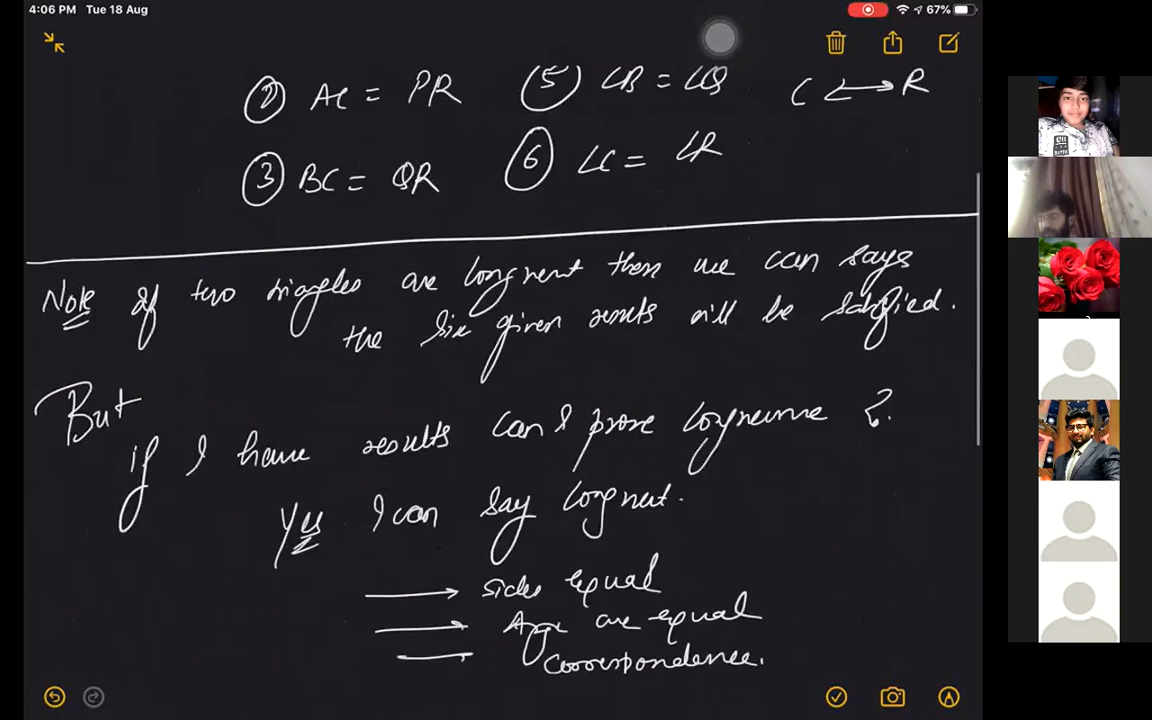 4:06 PM Tue 18 Aug 67%
② AC = PR ⑤ ∠B = ∠Q C ↔ R
③ BC = QR ⑥ ∠C = ∠R
Note If two triangles are congruent then we can says
the six given results will be satisfied.
But
if I have results can I prove congruence ?
Yes I can say congruent.
→ sides equal
→ are equal
correspondence.